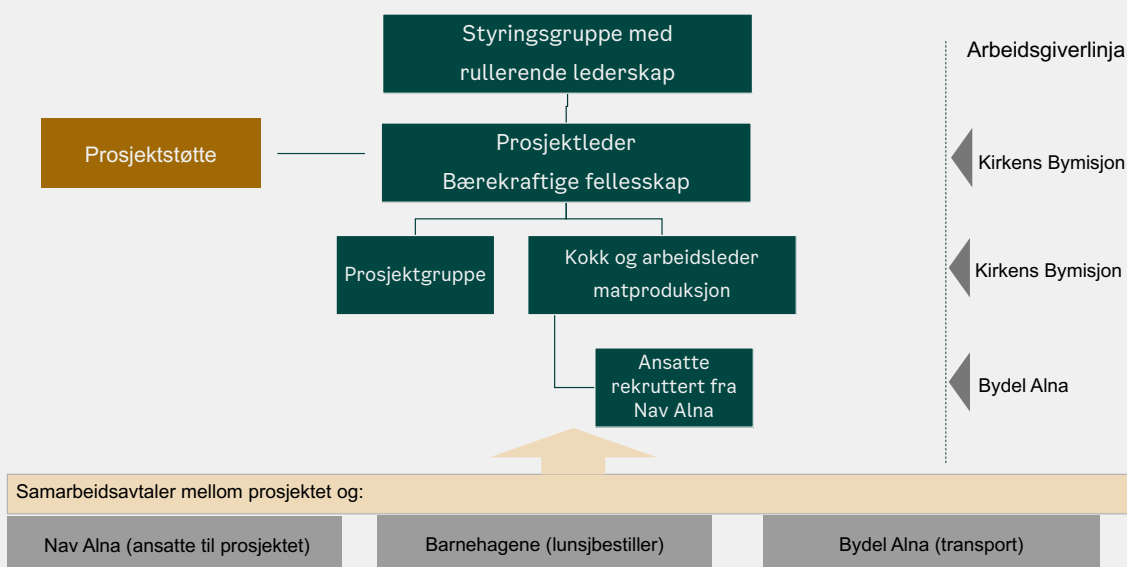 Styringsgruppe med
rullerende lederskap
Arbeidsgiverlinja
Prosjektstøtte
Prosjektleder
Bærekraftige fellesskap
Kirkens Bymisjon
Prosjektgruppe
Kokk og arbeidsleder
matproduksjon
Kirkens Bymisjon
Ansatte
rekruttert fra
Nav Alna
Bydel Alna
Samarbeidsavtaler mellom prosjektet og:
Nav Alna (ansatte til prosjektet)
Barnehagene (lunsjbestiller)
Bydel Alna (transport)